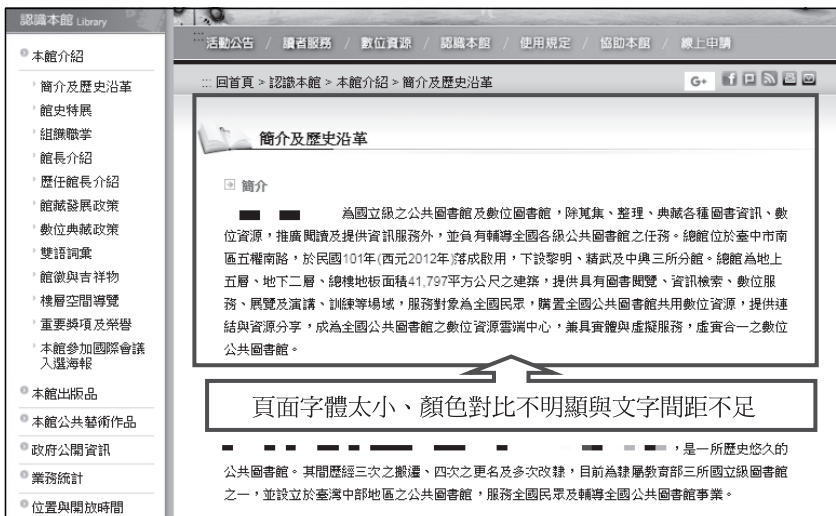 認識本館 Library
本館介紹
簡介及歷史沿革
館史特展
組織職掌
館長介紹
歷任館長介紹
館藏發展政策
數位典藏政策
雙語詞彙
館徽與吉祥物
樓層空間導覽
重要獎項及榮譽
本館參加國際會議
入選海報
本館出版品
本館公共藝術作品
政府公開資訊
業務統計
位置與開放時間
::: 活動公告 / 讀者服務 / 數位資源 / 認識本館 / 使用規定 / 協助本館 / 線上申請
::: 回首頁 > 認識本館 > 本館介紹 > 簡介及歷史沿革
G+
簡介及歷史沿革
簡介
為國立級之公共圖書館及數位圖書館,除蒐集、整理、典藏各種圖書資訊、數
位資源,推廣閱讀及提供資訊服務外,並負有輔導全國各級公共圖書館之任務。總館位於臺中市南
區五權南路,於民國101年(西元2012年)落成啟用,下設黎明、精武及中興三所分館。總館為地上
五層、地下二層、總樓地板面積41,797平方公尺之建築,提供具有圖書閱覽、資訊檢索、數位服
務、展覽及演講、訓練等場域,服務對象為全國民眾,購置全國公共圖書館共用數位資源,提供連
結與資源分享,成為全國公共圖書館之數位資源雲端中心,兼具實體與虛擬服務,虛實合一之數位
公共圖書館。
頁面字體太小、顏色對比不明顯與文字間距不足
,是一所歷史悠久的
公共圖書館。其間歷經三次之搬遷、四次之更名及多次改隸,目前為隸屬教育部三所國立級圖書館
之一,並設立於臺灣中部地區之公共圖書館,服務全國民眾及輔導全國公共圖書館事業。